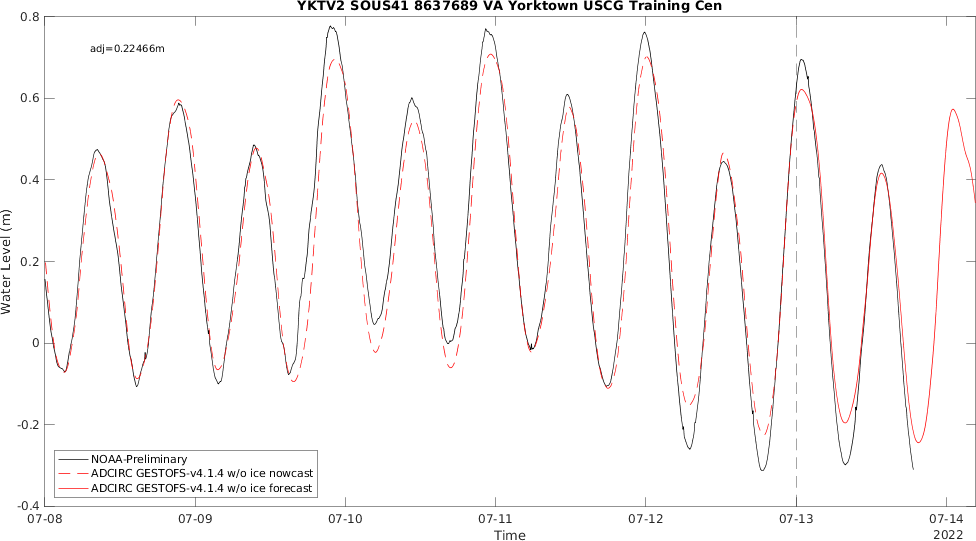 YKTV2 SOUS41 8637689 VA Yorktown USCG Training Cen
adj=0.22466m
0.8
0.6
0.4
0.2
0
-0.2
-0.4
Water Level (m)
NOAA-Preliminary
ADCIRC GESTOFS-v4.1.4 w/o ice nowcast
ADCIRC GESTOFS-v4.1.4 w/o ice forecast
07-08 07-09 07-10 07-11 07-12 07-13 07-14
Time 2022